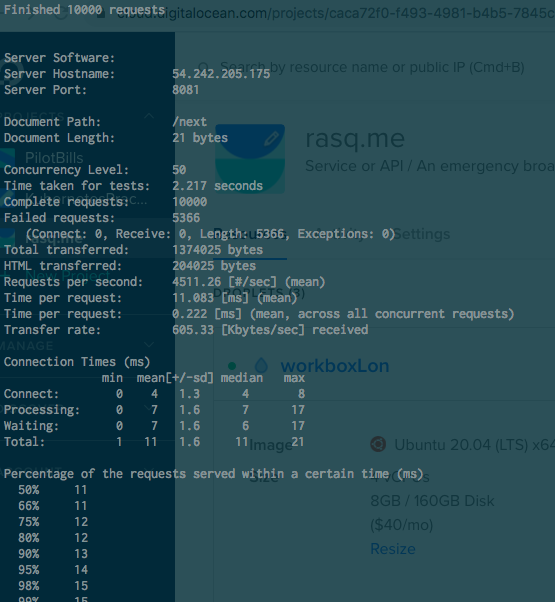 Finished 10000 requests
cloud.digitalocean.com/projects/caca72f0-f493-4981-b4b5-7845c
Server Software:
Search by resource name or public IP (Cmd+B)
Server Hostname: 54.242.205.175
Server Port: 8081
Document Path: /next
Document Length: 21 bytes
rasq.me
PilotBills
Service or API / An emergency broa
Concurrency Level: 50
Time taken for tests: 2.217 seconds
Complete requests: 10000
Failed requests: 5366
(Connect: 0, Receive: 0, Length: 5366, Exceptions: 0)
rasq.me
Settings
Total transferred: 1374025 bytes
HTML transferred: 204025 bytes
New Project
Requests per second: 4511.26 [#/sec] (mean)
Time per request: 11.083 [ms] (mean)
Time per request: 0.222 [ms] (mean, across all concurrent requests)
Transfer rate: 605.33 [Kbytes/sec] received
MANAGE
Connection Times (ms)
workboxLon
min mean[+/-sd] median max
Connect: 0 4 1.3 4 8
Processing: 0 7 1.6 7 17
Waiting: 0 7 1.6 6 17
Total: 1 11 1.6 11 21
Image Ubuntu 20.04 (LTS) x64
Percentage of the requests served within a certain time (ms)
Size
50% 11
66% 11
75% 12
80% 12
90% 13
95% 14
98% 15
99% 15
8GB / 160GB Disk
($40/mo)
Resize